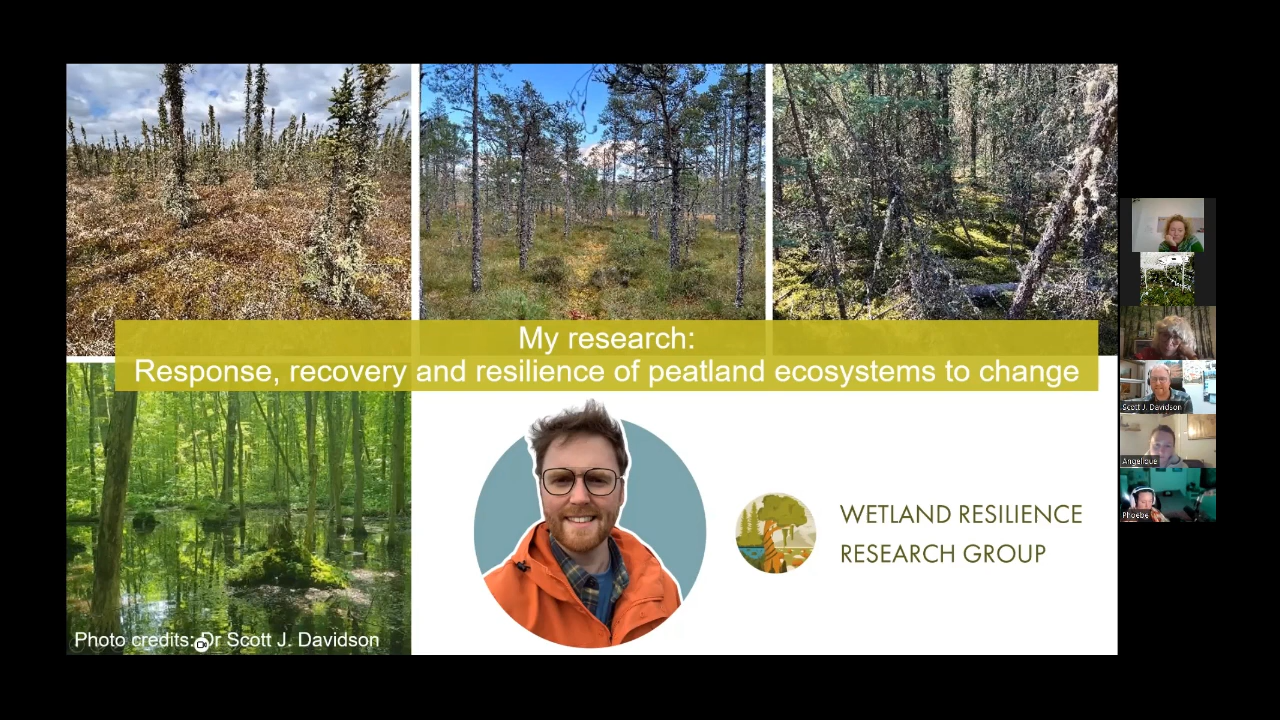 My research:
Response, recovery and resilience of peatland ecosystems to change
WETLAND RESILIENCE
RESEARCH GROUP
Photo credits: Dr Scott J. Davidson
Scott J. Davidson
Angelique
Phoebe